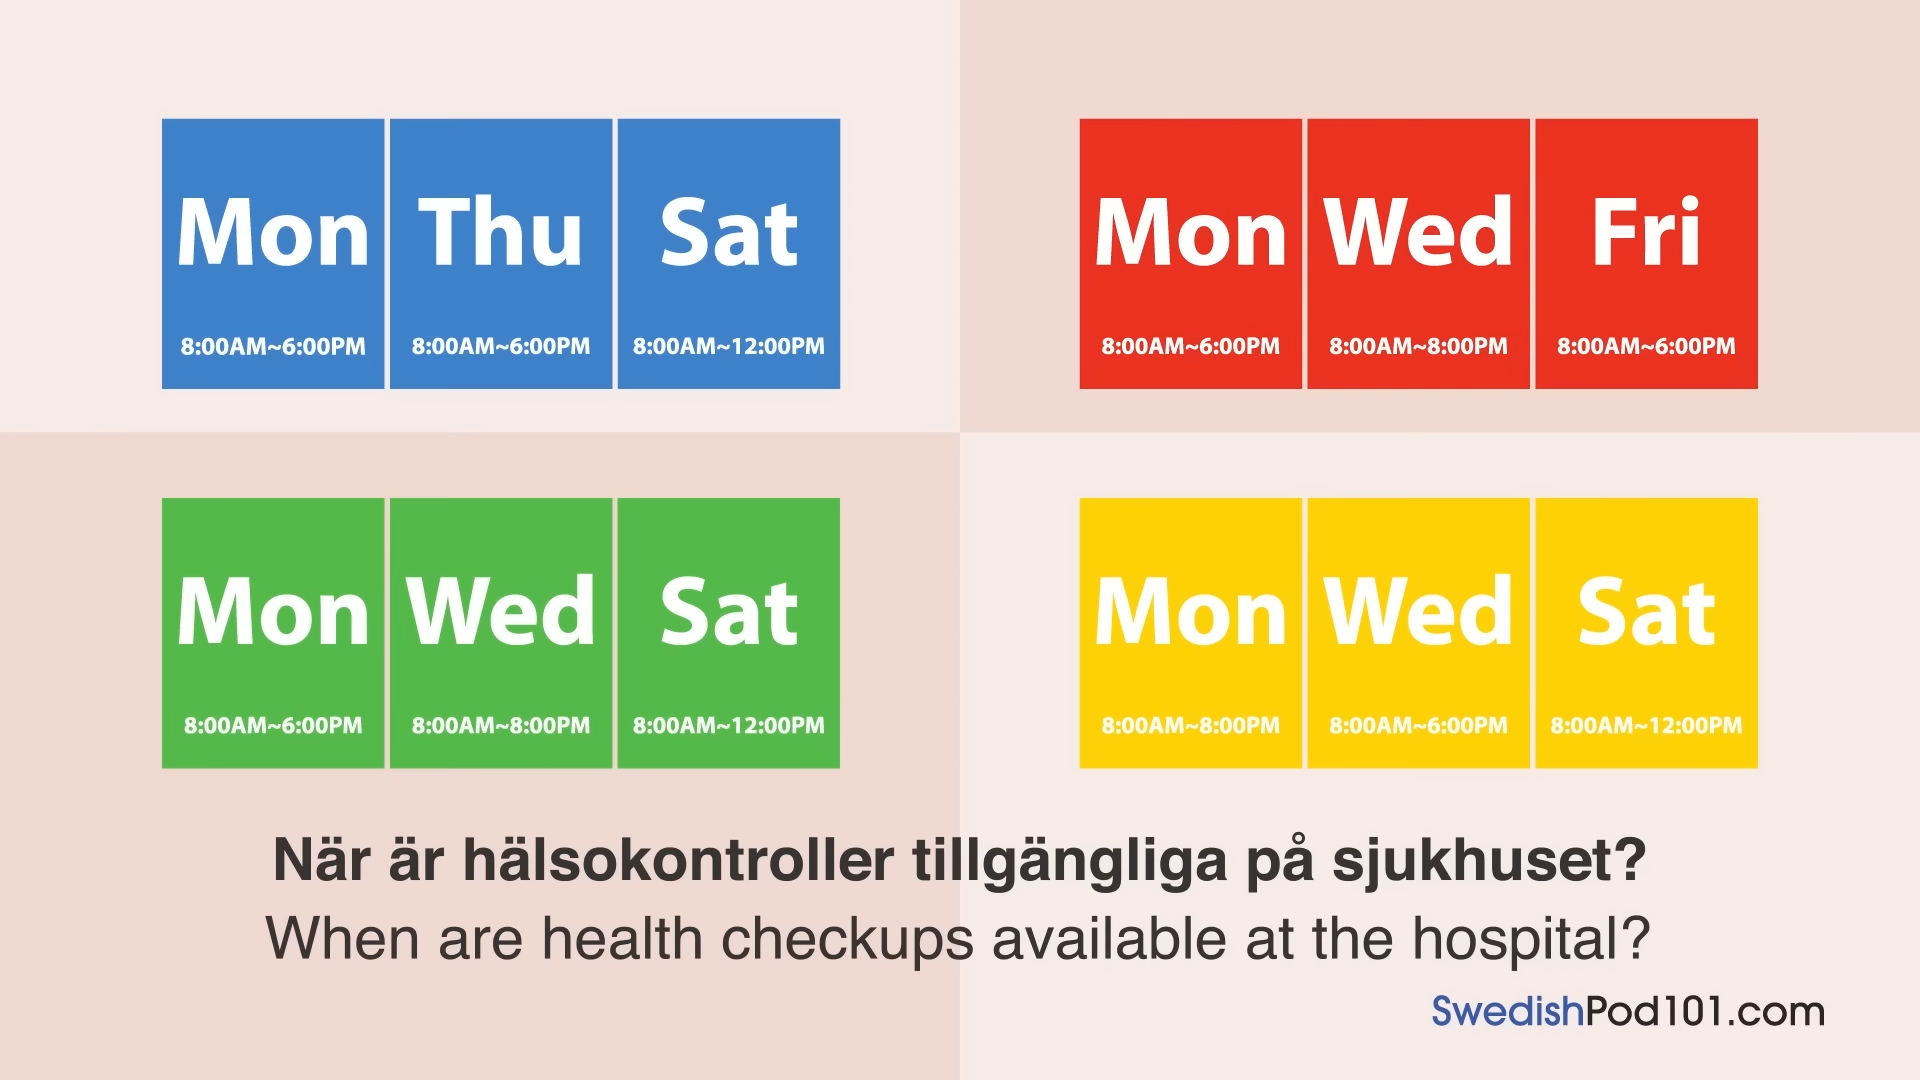 Mon Thu Sat
8:00AM~6:00PM 8:00AM~6:00PM 8:00AM~12:00PM
Mon Wed Fri
8:00AM~6:00PM 8:00AM~8:00PM 8:00AM~6:00PM
Mon Wed Sat
8:00AM~6:00PM 8:00AM~8:00PM 8:00AM~12:00PM
Mon Wed Sat
8:00AM~8:00PM 8:00AM~6:00PM 8:00AM~12:00PM
När är hälsokontroller tillgängliga på sjukhuset?
When are health checkups available at the hospital?
SwedishPod101.com